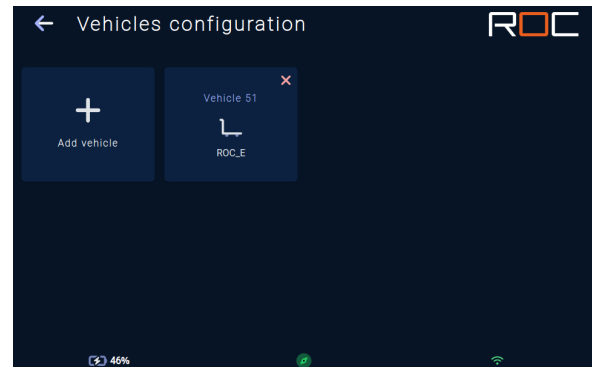 Vehicles configuration
ROC
Vehicle 51
Add vehicle
ROC_E
46%